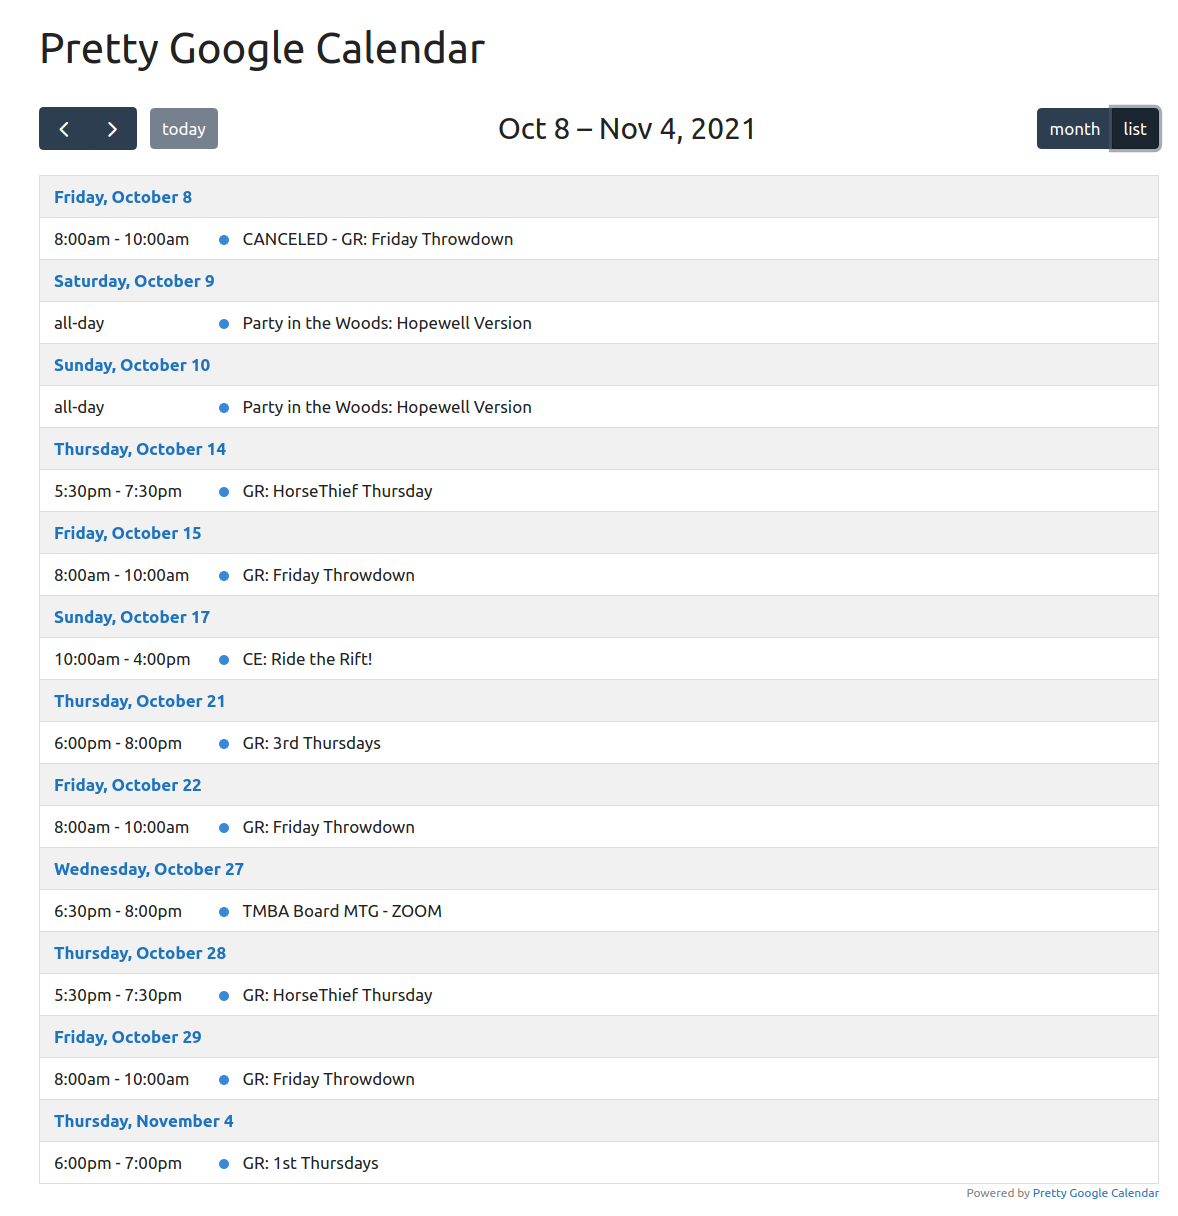 Pretty Google Calendar
today
Oct 8 – Nov 4, 2021
month list
Friday, October 8
8:00am - 10:00am CANCELED - GR: Friday Throwdown
Saturday, October 9
all-day Party in the Woods: Hopewell Version
Sunday, October 10
all-day Party in the Woods: Hopewell Version
Thursday, October 14
5:30pm - 7:30pm GR: HorseThief Thursday
Friday, October 15
8:00am - 10:00am GR: Friday Throwdown
Sunday, October 17
10:00am - 4:00pm CE: Ride the Rift!
Thursday, October 21
6:00pm - 8:00pm GR: 3rd Thursdays
Friday, October 22
8:00am - 10:00am GR: Friday Throwdown
Wednesday, October 27
6:30pm - 8:00pm TMBA Board MTG - ZOOM
Thursday, October 28
5:30pm - 7:30pm GR: HorseThief Thursday
Friday, October 29
8:00am - 10:00am GR: Friday Throwdown
Thursday, November 4
6:00pm - 7:00pm GR: 1st Thursdays
Powered by Pretty Google Calendar